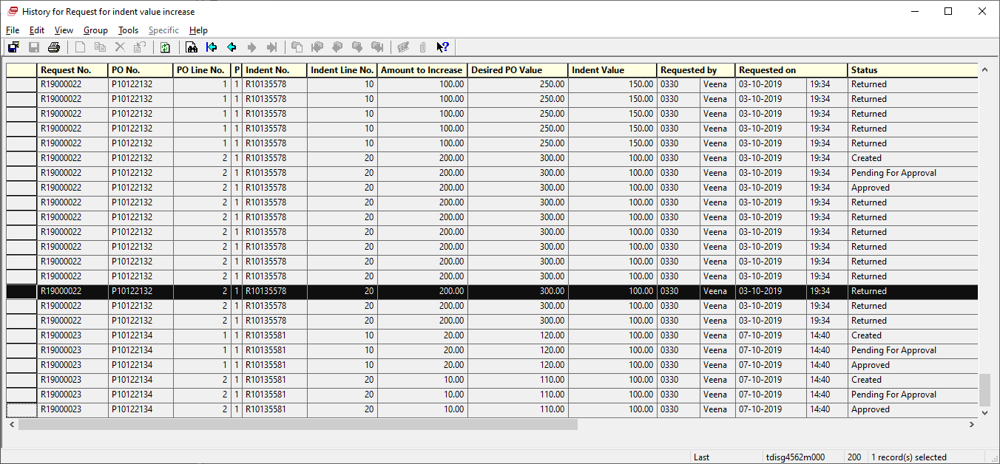 History for Request for indent value increase
File Edit View Group Tools Specific Help
Request No. PO No. PO Line No. P Indent No. Indent Line No. Amount to Increase Desired PO Value Indent Value Requested by Requested on Status
R19000022 P10122132 1 1 R10135578 10 100.00 250.00 150.00 0330 Veena 03-10-2019 19:34 Returned
R19000022 P10122132 1 1 R10135578 10 100.00 250.00 150.00 0330 Veena 03-10-2019 19:34 Returned
R19000022 P10122132 1 1 R10135578 10 100.00 250.00 150.00 0330 Veena 03-10-2019 19:34 Returned
R19000022 P10122132 1 1 R10135578 10 100.00 250.00 150.00 0330 Veena 03-10-2019 19:34 Returned
R19000022 P10122132 1 1 R10135578 10 100.00 250.00 150.00 0330 Veena 03-10-2019 19:34 Returned
R19000022 P10122132 2 1 R10135578 20 200.00 300.00 100.00 0330 Veena 03-10-2019 19:34 Created
R19000022 P10122132 2 1 R10135578 20 200.00 300.00 100.00 0330 Veena 03-10-2019 19:34 Pending For Approval
R19000022 P10122132 2 1 R10135578 20 200.00 300.00 100.00 0330 Veena 03-10-2019 19:34 Approved
R19000022 P10122132 2 1 R10135578 20 200.00 300.00 100.00 0330 Veena 03-10-2019 19:34 Returned
R19000022 P10122132 2 1 R10135578 20 200.00 300.00 100.00 0330 Veena 03-10-2019 19:34 Returned
R19000022 P10122132 2 1 R10135578 20 200.00 300.00 100.00 0330 Veena 03-10-2019 19:34 Returned
R19000022 P10122132 2 1 R10135578 20 200.00 300.00 100.00 0330 Veena 03-10-2019 19:34 Returned
R19000022 P10122132 2 1 R10135578 20 200.00 300.00 100.00 0330 Veena 03-10-2019 19:34 Returned
R19000022 P10122132 2 1 R10135578 20 200.00 300.00 100.00 0330 Veena 03-10-2019 19:34 Returned
R19000022 P10122132 2 1 R10135578 20 200.00 300.00 100.00 0330 Veena 03-10-2019 19:34 Returned
R19000022 P10122132 2 1 R10135578 20 200.00 300.00 100.00 0330 Veena 03-10-2019 19:34 Returned
R19000022 P10122132 2 1 R10135578 20 200.00 300.00 100.00 0330 Veena 03-10-2019 19:34 Returned
R19000023 P10122134 1 1 R10135581 10 20.00 120.00 100.00 0330 Veena 07-10-2019 14:40 Created
R19000023 P10122134 1 1 R10135581 10 20.00 120.00 100.00 0330 Veena 07-10-2019 14:40 Pending For Approval
R19000023 P10122134 1 1 R10135581 10 20.00 120.00 100.00 0330 Veena 07-10-2019 14:40 Approved
R19000023 P10122134 2 1 R10135581 20 10.00 110.00 100.00 0330 Veena 07-10-2019 14:40 Created
R19000023 P10122134 2 1 R10135581 20 10.00 110.00 100.00 0330 Veena 07-10-2019 14:40 Pending For Approval
R19000023 P10122134 2 1 R10135581 20 10.00 110.00 100.00 0330 Veena 07-10-2019 14:40 Approved
Last tdisg4562m000 200 1 record(s) selected